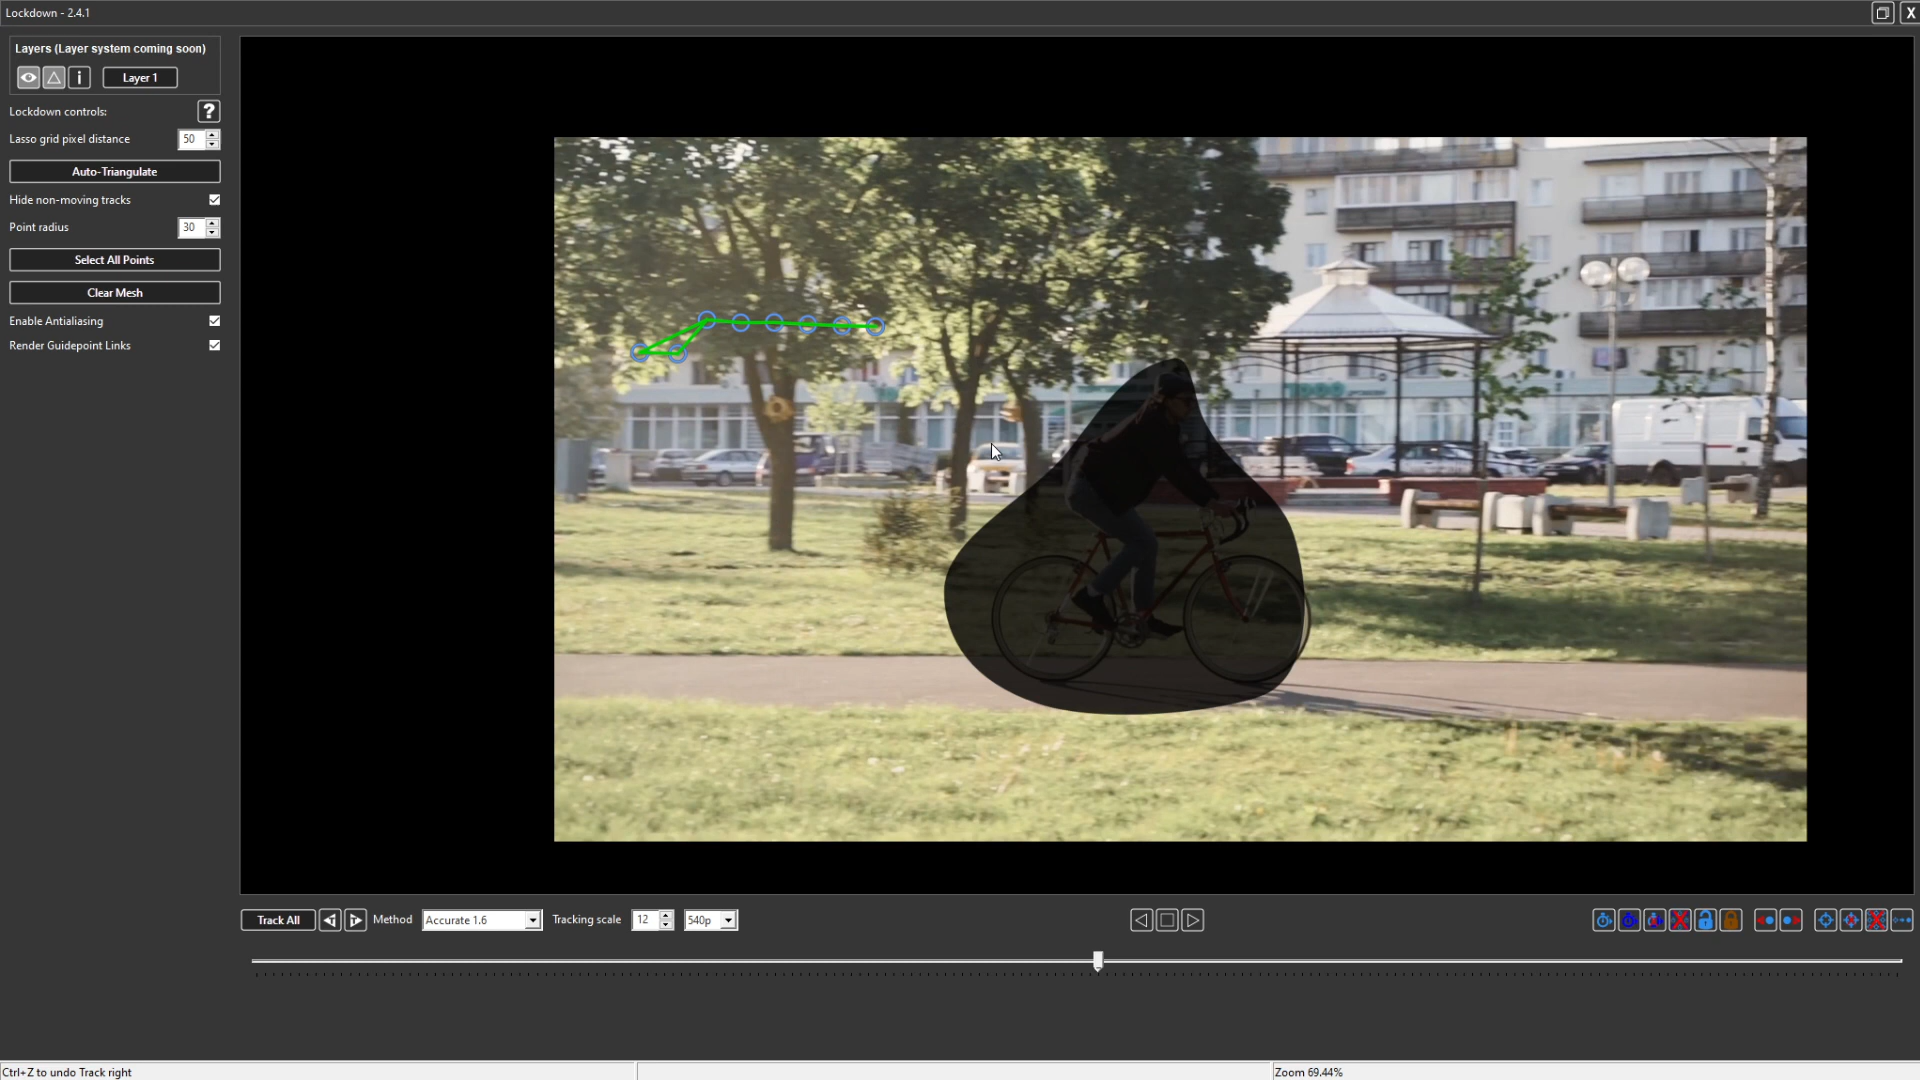 Lockdown - 2.4.1
X
Layers (Layer system coming soon)
i
Layer 1
Lockdown controls:
?
Lasso grid pixel distance
50
Auto-Triangulate
Hide non-moving tracks
Point radius
30
Select All Points
Clear Mesh
Enable Antialiasing
Render Guidepoint Links
Track All
Method
Accurate 1.6
Tracking scale
12
540p
Ctrl+Z to undo Track right
Zoom 69.44%